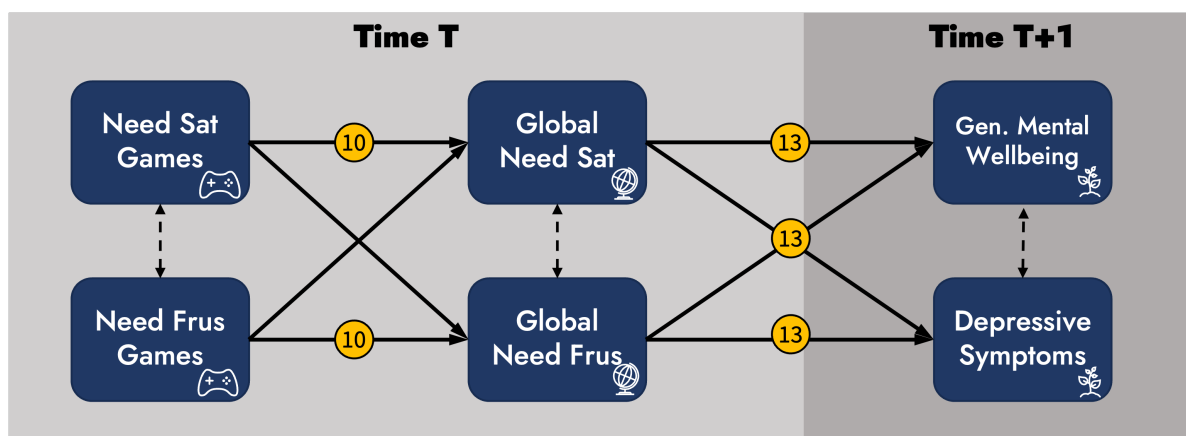 Time T
Time T+1
Need Sat
Games
10
Global
Need Sat
13
Gen. Mental
Wellbeing
13
Need Frus
Games
10
Global
Need Frus
13
Depressive
Symptoms